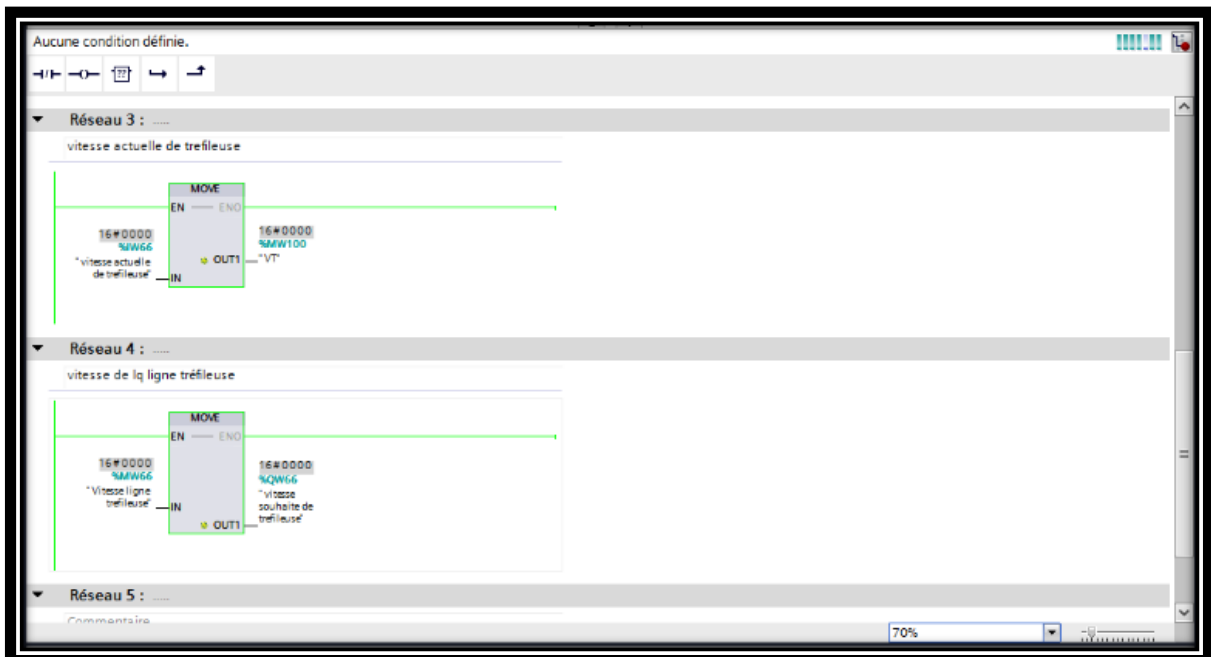 Aucune condition définie.
??
Réseau 3 : .....
vitesse actuelle de trefileuse
MOVE
EN ENO
16#0000
%IW66
"vitesse actuelle
de trefileuse"
IN
16#0000
%MW100
OUT1
"VT"
Réseau 4 : .....
vitesse de lq ligne tréfileuse
MOVE
EN ENO
16#0000
%MW66
"Vitesse ligne
trefileuse"
IN
16#0000
%QW66
"vitesse
souhaite de
trefileuse"
OUT1
Réseau 5 : .....
Commentaire
70%